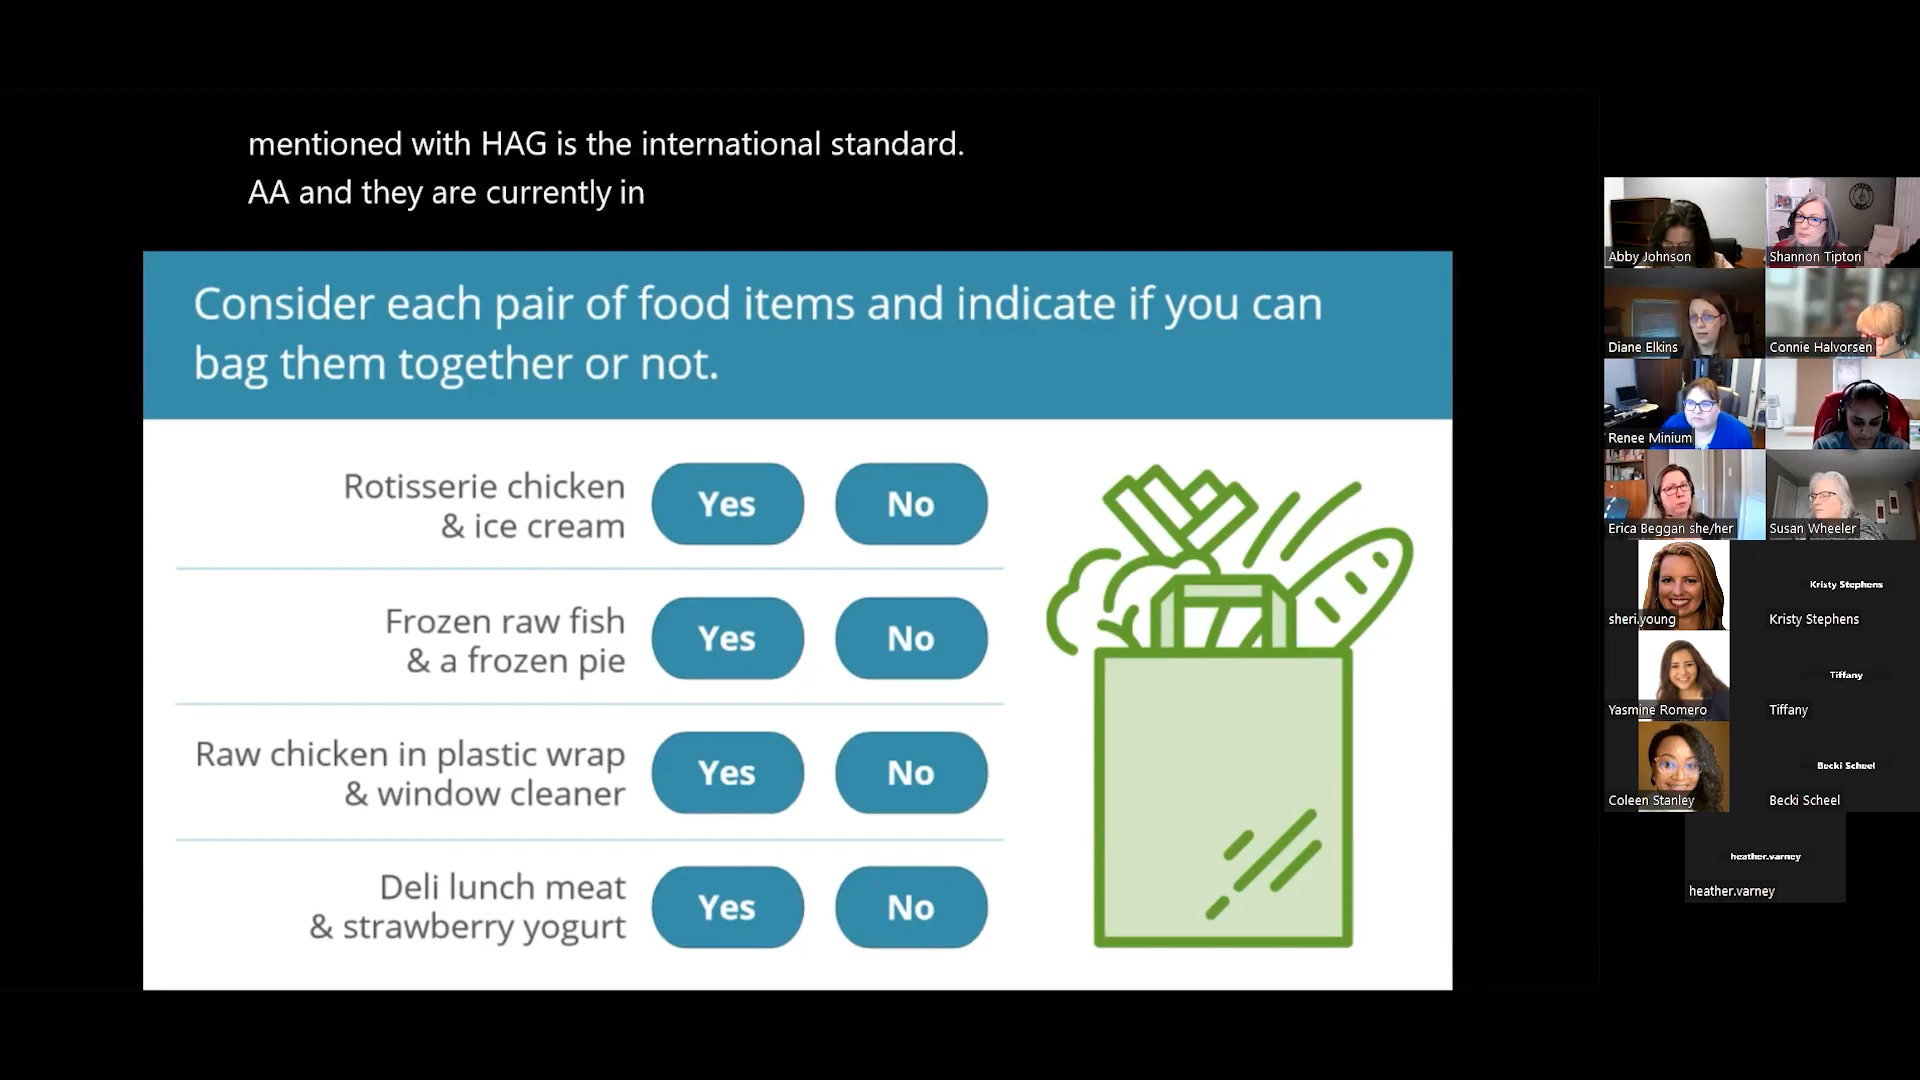 mentioned with HAG is the international standard.
AA and they are currently in
Consider each pair of food items and indicate if you can
bag them together or not.
Rotisserie chicken
& ice cream
Yes
No
Frozen raw fish
& a frozen pie
Yes
No
Raw chicken in plastic wrap
& window cleaner
Yes
No
Deli lunch meat
& strawberry yogurt
Yes
No
Abby Johnson
Shannon Tipton
Diane Elkins
Connie Halvorsen
Renee Minium
Erica Beggan she/her
Susan Wheeler
sheri.young
Kristy Stephens
Kristy Stephens
Yasmine Romero
Tiffany
Tiffany
Coleen Stanley
Becki Scheel
Becki Scheel
heather.varney
heather.varney